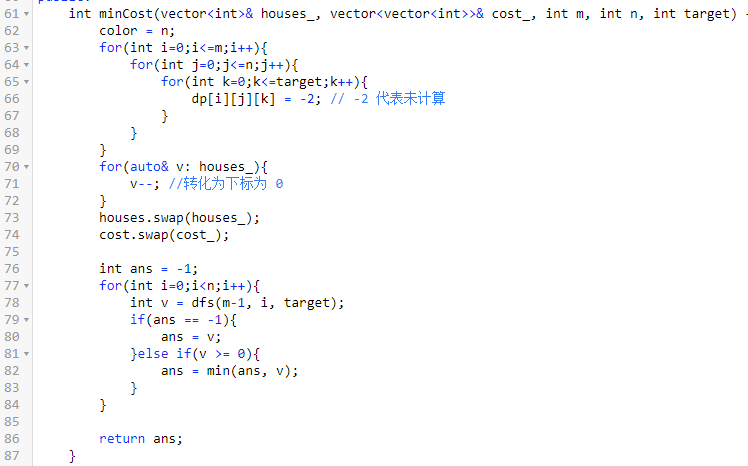 61 int minCost(vector<int>& houses_, vector<vector<int>>& cost_, int m, int n, int target)
62 color = n;
63 for(int i=0;i<=m;i++){
64 for(int j=0;j<=n;j++){
65 for(int k=0;k<=target;k++){
66 dp[i][j][k] = -2; // -2 代表未计算
67 }
68 }
69 }
70 for(auto& v: houses_){
71 v--; //转化为下标为 0
72 }
73 houses.swap(houses_);
74 cost.swap(cost_);
75
76 int ans = -1;
77 for(int i=0;i<n;i++){
78 int v = dfs(m-1, i, target);
79 if(ans == -1){
80 ans = v;
81 }else if(v >= 0){
82 ans = min(ans, v);
83 }
84 }
85
86 return ans;
87 }